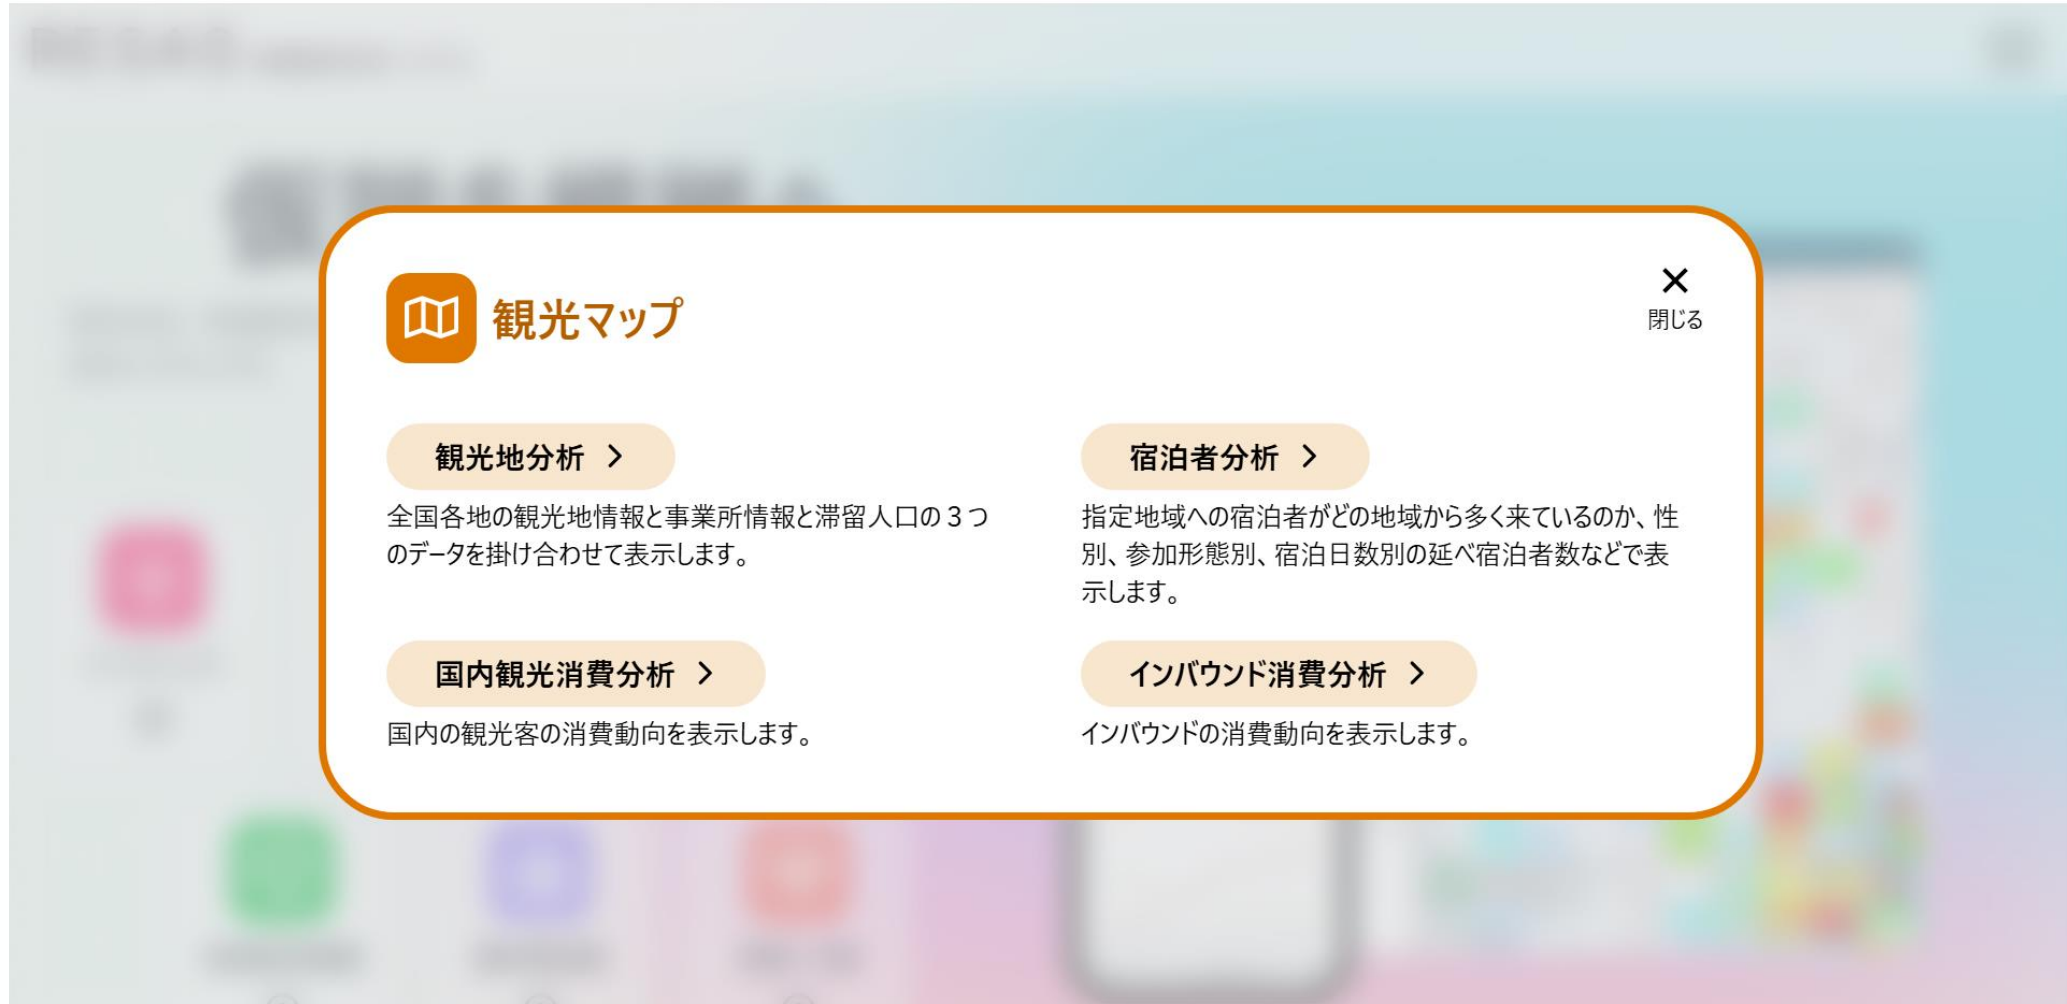 観光マップ
閉じる
観光地分析
全国各地の観光地情報と事業所情報と滞留人口の３つ
のデータを掛け合わせて表示します。
宿泊者分析
指定地域への宿泊者がどの地域から多く来ているのか、性
別、参加形態別、宿泊日数別の延べ宿泊者数などで表
示します。
国内観光消費分析
国内の観光客の消費動向を表示します。
インバウンド消費分析
インバウンドの消費動向を表示します。